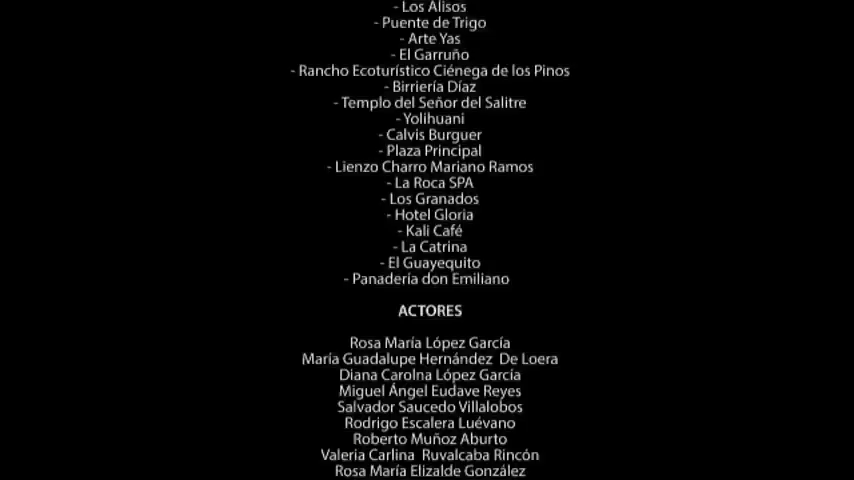 - Los Alisos
- Puente de Trigo
- Arte Yas
- El Garruño
- Rancho Ecoturístico Ciénega de los Pinos
- Birriería Díaz
- Templo del Señor del Salitre
- Yolihuani
- Calvis Burguer
- Plaza Principal
- Lienzo Charro Mariano Ramos
- La Roca SPA
- Los Granados
- Hotel Gloria
- Kali Café
- La Catrina
- El Guayequito
- Panadería don Emiliano
ACTORES
Rosa María López García
María Guadalupe Hernández De Loera
Diana Carolna López García
Miguel Ángel Eudave Reyes
Salvador Saucedo Villalobos
Rodrigo Escalera Luévano
Roberto Muñoz Aburto
Valeria Carlina Ruvalcaba Rincón
Rosa María Elizalde González